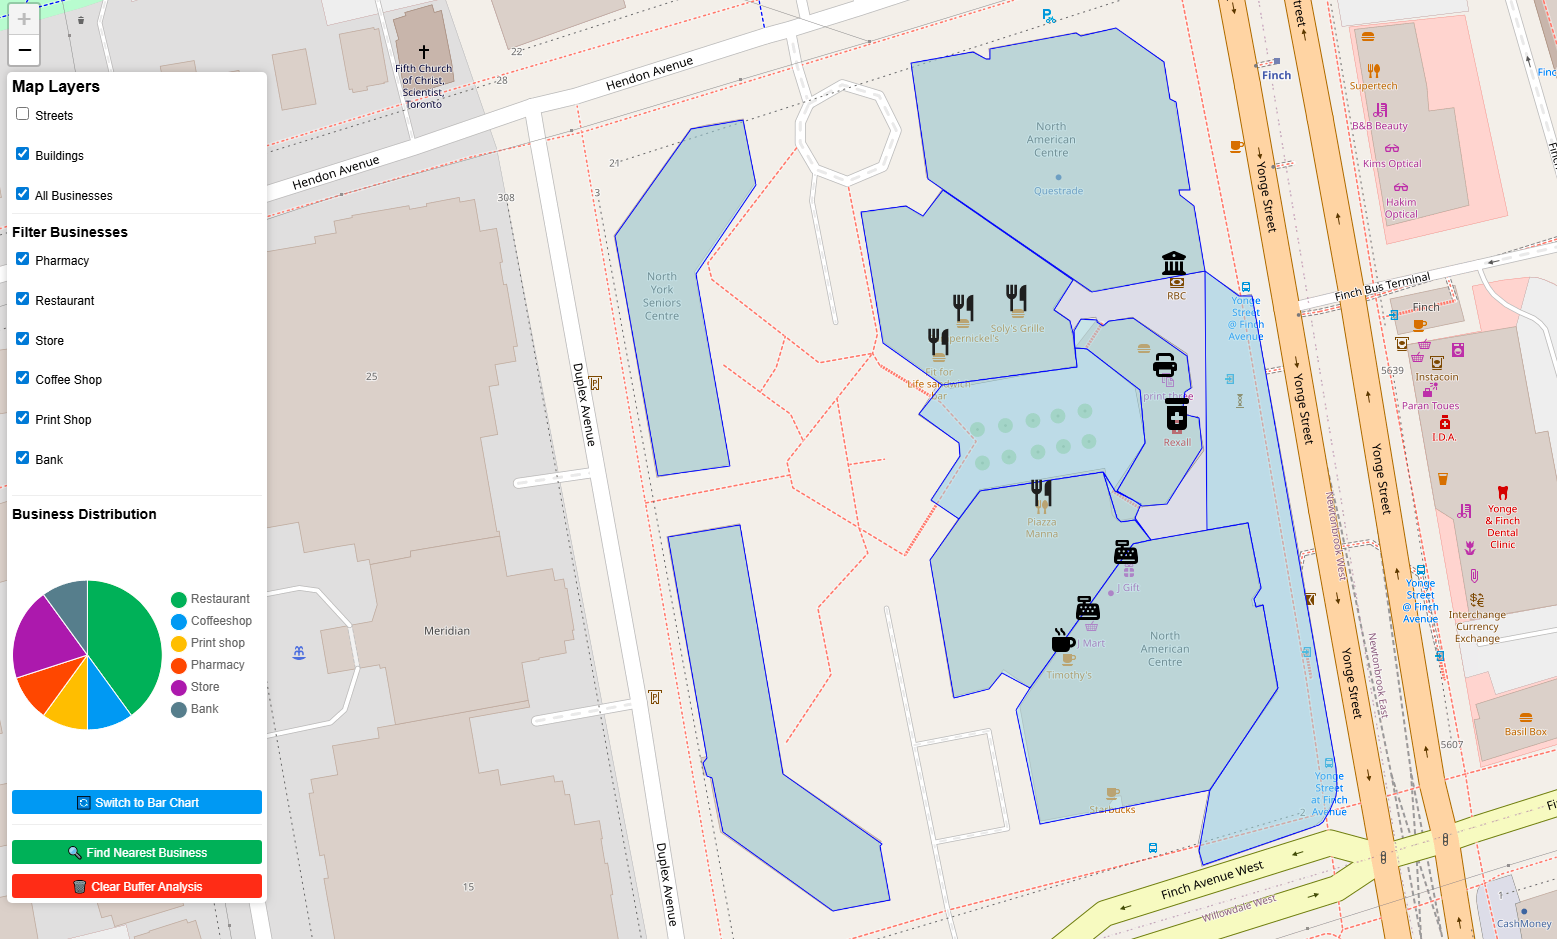 +
−
Map Layers
Streets
Buildings
All Businesses
Filter Businesses
Pharmacy
Restaurant
Store
Coffee Shop
Print Shop
Bank
Business Distribution
Restaurant
Coffeeshop
Print shop
Pharmacy
Store
Bank
Switch to Bar Chart
Find Nearest Business
Clear Buffer Analysis
Fifth Church
of Christ,
Scientist,
Toronto
22
28
21
3
308
25
15
Hendon Avenue
Hendon Avenue
Duplex Avenue
Duplex Avenue
Meridian
P
P
North
York
Seniors
Centre
North
American
Centre
Questrade
RBC
Soly's Grille
pernickel's
Fit for
Life sandwich
bar
print three
Rexall
Piazza
Manna
J Gift
J Mart
Timothy's
North
American
Centre
Starbucks
Yonge
Street
@ Finch
Avenue
Yonge
Street
at Finch
Avenue
2
Finch
Street
Yonge Street
Yonge Street
Yonge Street
Yonge Street
Newtonbrook West
Newtonbrook East
Supertech
B&B Beauty
Kims Optical
Hakim
Optical
Finch Bus Terminal
Finch
5639
Instacoin
Paran Toues
I.D.A.
Yonge
& Finch
Dental
Clinic
Yonge
Street
@ Finch
Avenue
Interchange
Currency
Exchange
Basil Box
5607
Finch Avenue West
Willowdale West
1
CashMoney